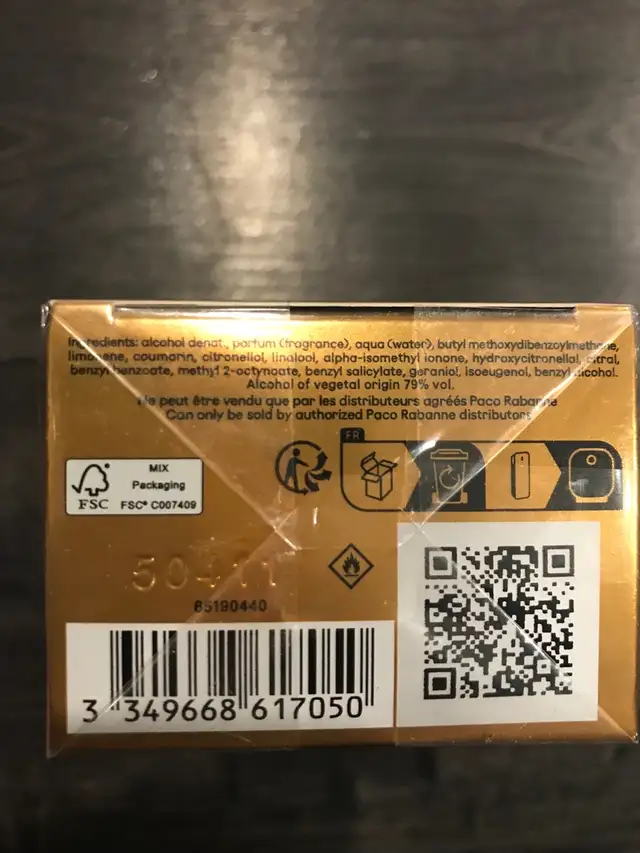 Ingredients: alcohol denat., parfum (fragrance), aqua (water), butyl methoxydibenzoylmethane,
limonene, coumarin, citronellol, linalool, alpha-isomethyl ionone, hydroxycitronellal, citral,
benzyl benzoate, methyl 2-octynoate, benzyl salicylate, geraniol, isoeugenol, benzyl alcohol.
Alcohol of vegetal origin 79% vol.
Ne peut être vendu que par les distributeurs agréés Paco Rabanne
Can only be sold by authorized Paco Rabanne distributors
FR
MIX
Packaging
FSC® C007409
FSC
65190440
3 349668 617050